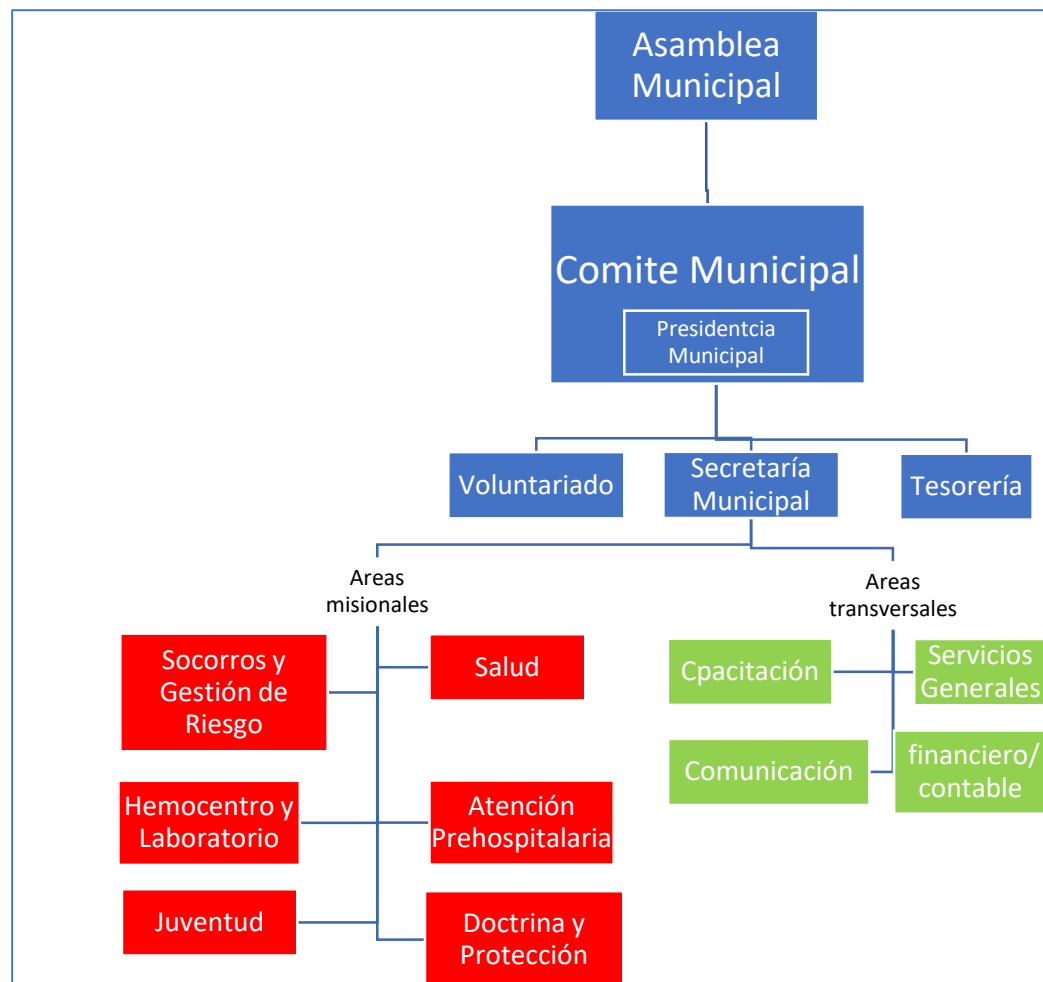 Asamblea
Municipal
Comite Municipal
Presidentcia
Municipal
Voluntariado
Secretaría
Municipal
Tesorería
Areas
misionales
Areas
transversales
Socorros y
Gestión de
Riesgo
Salud
Cpacitación
Servicios
Generales
Hemocentro y
Laboratorio
Atención
Prehospitalaria
Comunicación
financiero/
contable
Juventud
Doctrina y
Protección